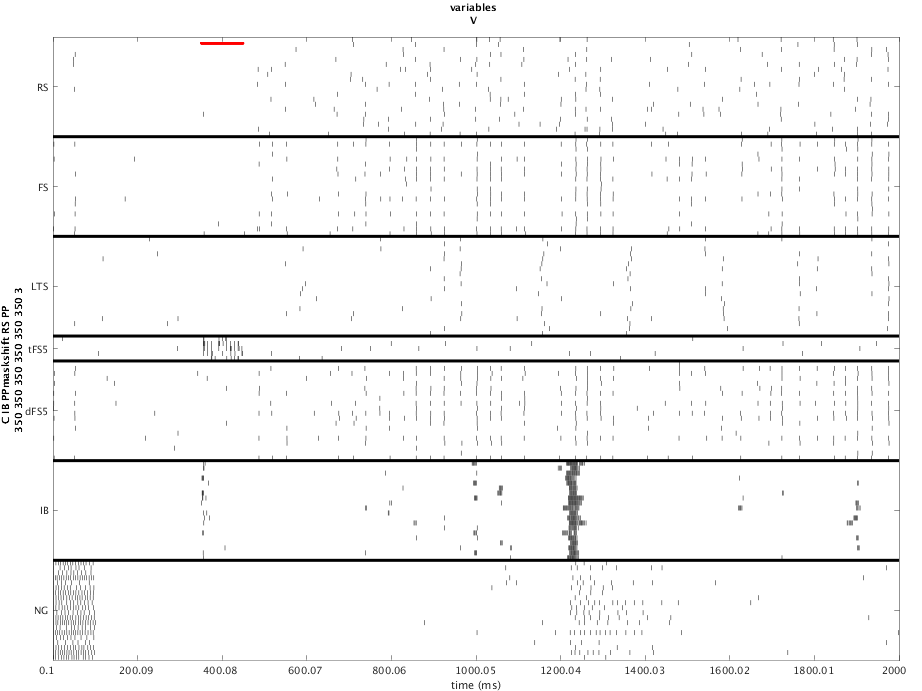 variables
V
RS
FS
LTS
tFS5
dFS5
IB
NG
C IB PPmaskshift RS PP
350 350 350 350 350 3
0.1 200.09 400.08 600.07 800.06 1000.05 1200.04 1400.03 1600.02 1800.01 2000
time (ms)